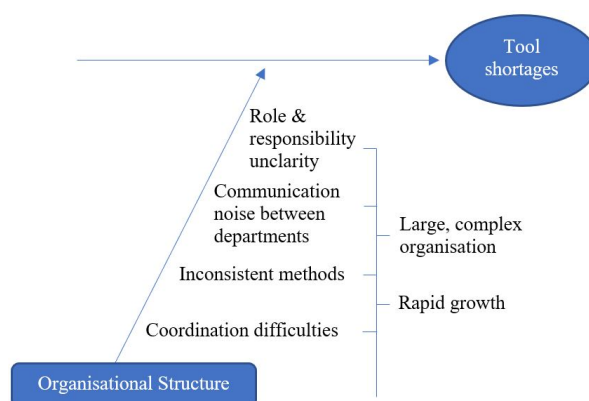 Tool
shortages
Role &
responsibility
unclarity
Communication
noise between
departments
Large, complex
organisation
Inconsistent methods
Rapid growth
Coordination difficulties
Organisational Structure